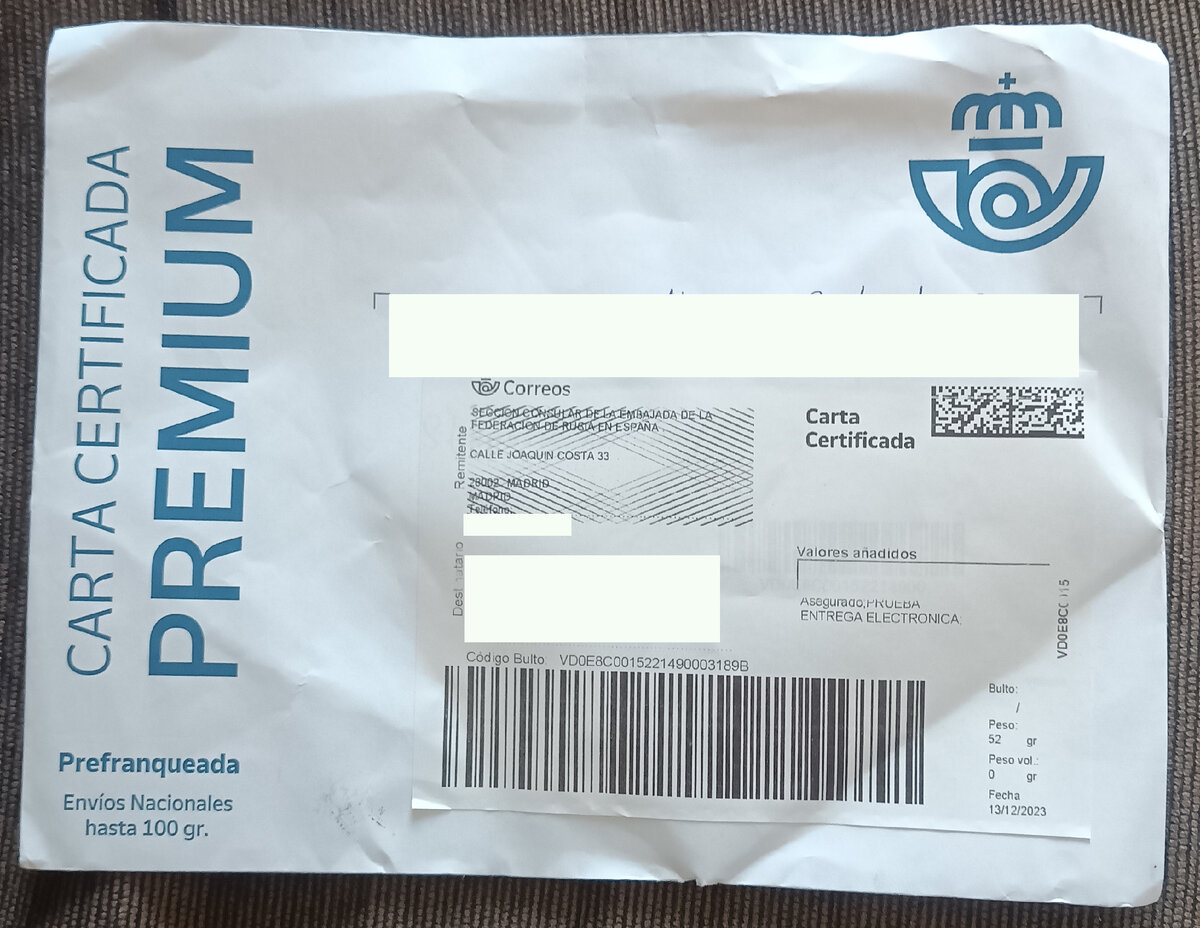 CARTA CERTIFICADA
PREMIUM
Prefranqueada
Envíos Nacionales
hasta 100 gr.
Correos
Remitente
SECCION CONSULAR DE LA EMBAJADA DE LA
FEDERACION DE RUSIA EN ESPAÑA
CALLE JOAQUIN COSTA 33
28002 MADRID
MADRID
Teléfono:
Carta
Certificada
Destinatario
Valores añadidos
Asegurado;PRUEBA
ENTREGA ELECTRONICA;
Código Bulto: VD0E8C0015221490003189B
Bulto:
/
Peso:
52 gr
Peso vol.:
0 gr
Fecha
13/12/2023